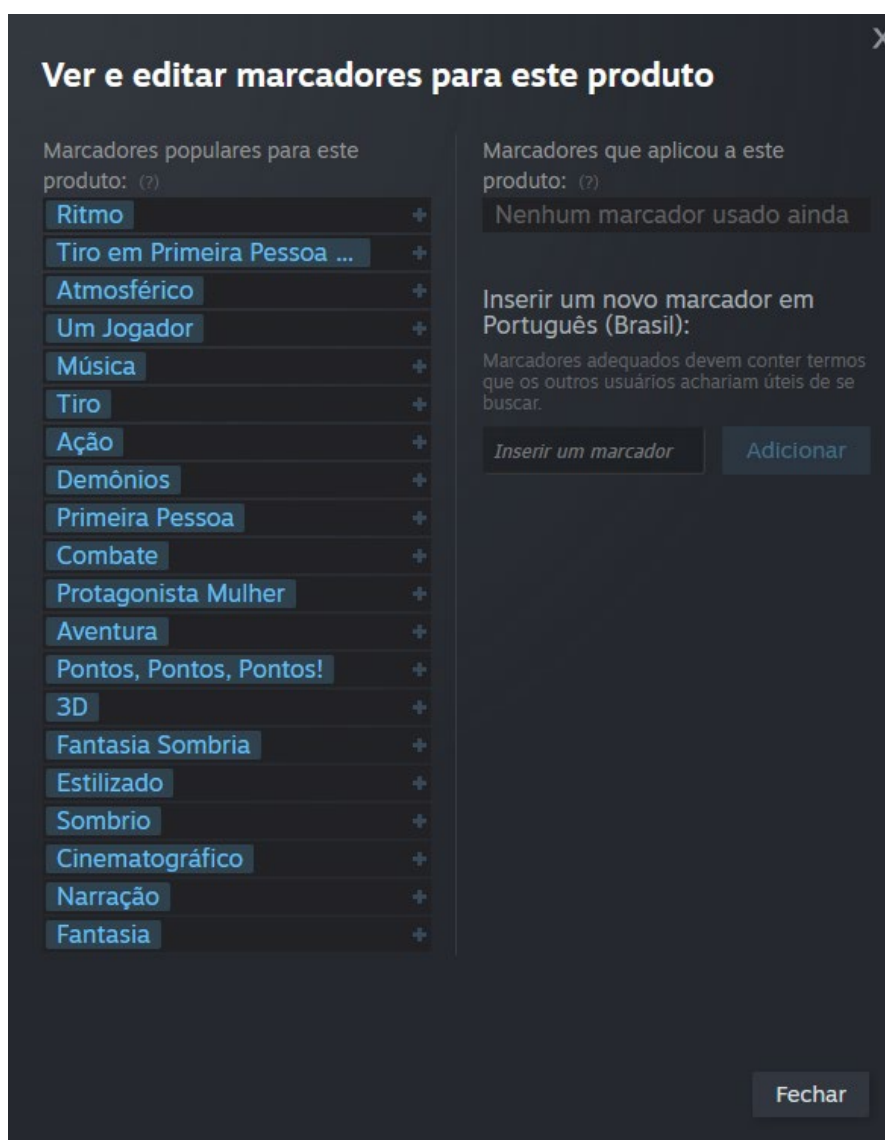 X
Ver e editar marcadores para este produto
Marcadores populares para este
produto: (?)
Ritmo +
Tiro em Primeira Pessoa ... +
Atmosférico +
Um Jogador +
Música +
Tiro +
Ação +
Demônios +
Primeira Pessoa +
Combate +
Protagonista Mulher +
Aventura +
Pontos, Pontos, Pontos! +
3D +
Fantasia Sombria +
Estilizado +
Sombrio +
Cinematográfico +
Narração +
Fantasia +
Marcadores que aplicou a este
produto: (?)
Nenhum marcador usado ainda
Inserir um novo marcador em
Português (Brasil):
Marcadores adequados devem conter termos
que os outros usuários achariam úteis de se
buscar.
Inserir um marcador
Adicionar
Fechar